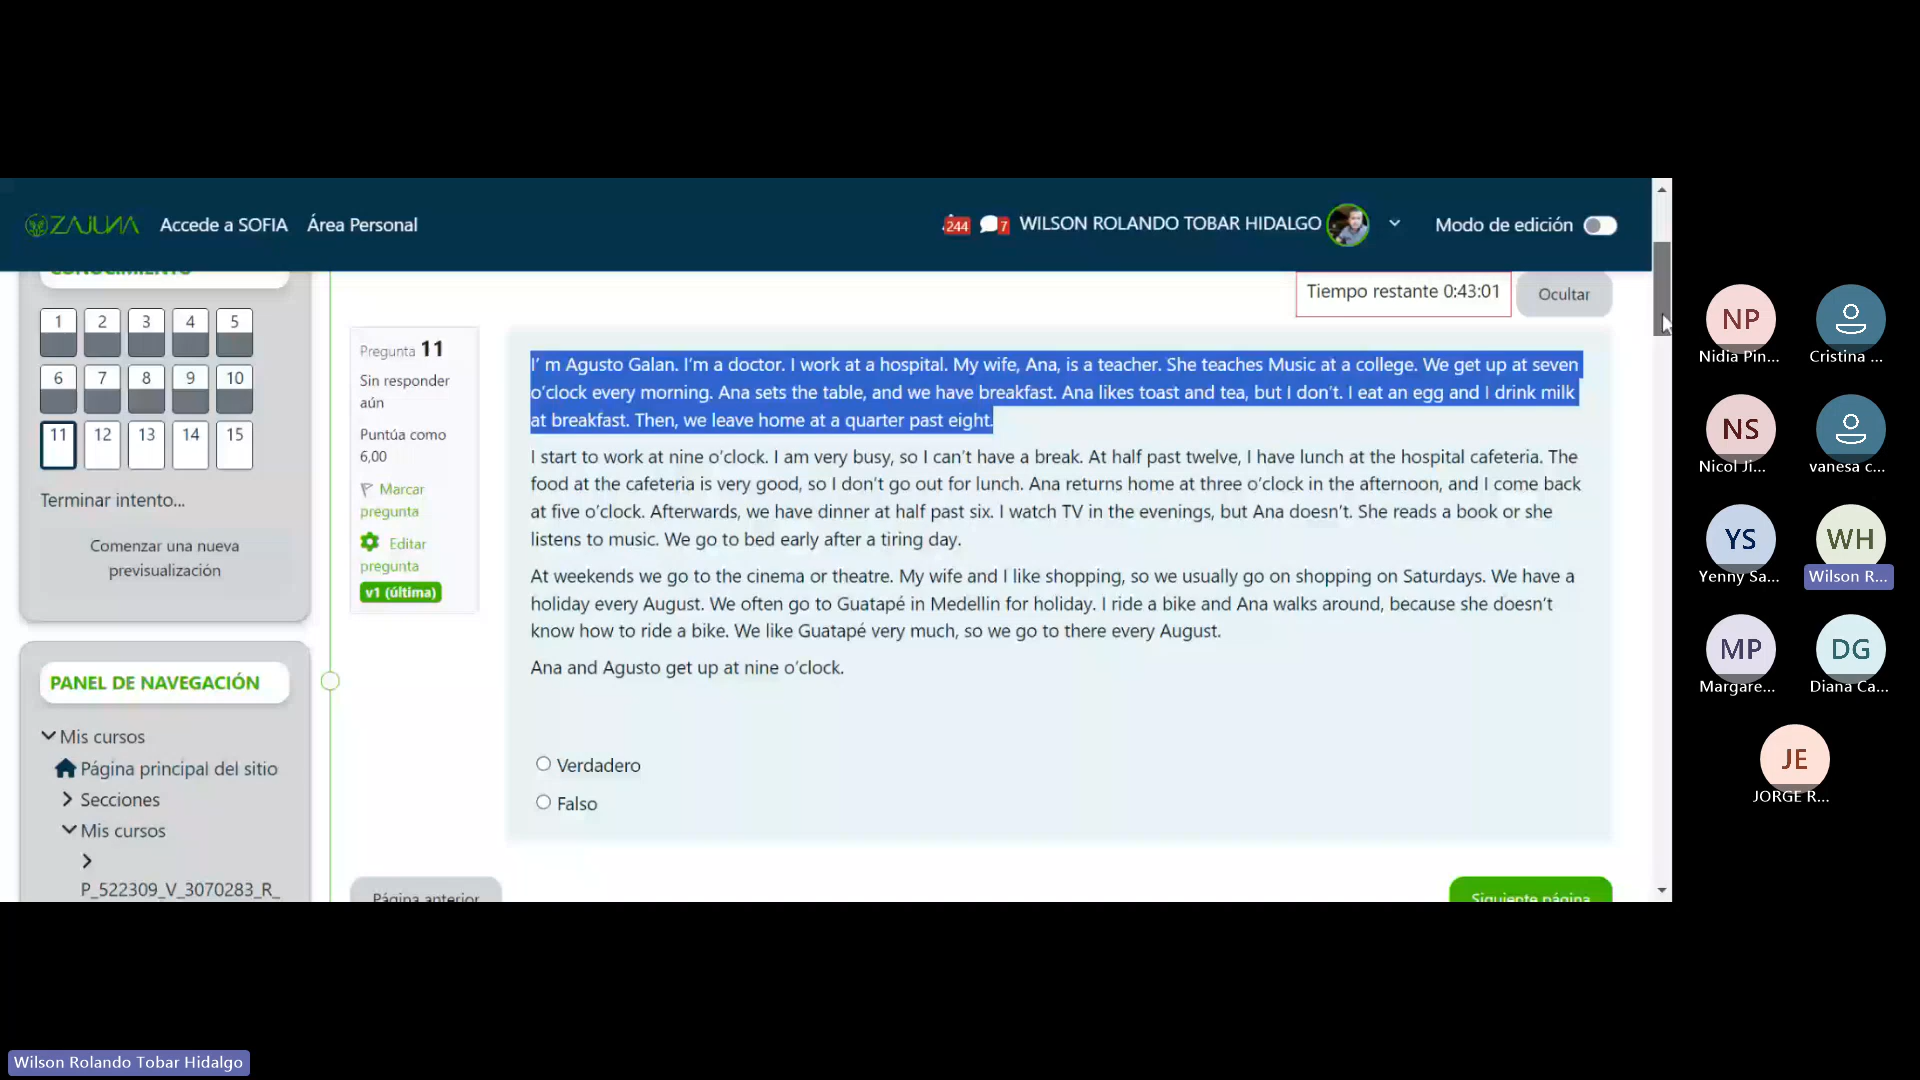 ZAJUNA Accede a SOFIA Área Personal 244 7 WILSON ROLANDO TOBAR HIDALGO Modo de edición
CONOCIMIENTO
1 2 3 4 5
6 7 8 9 10
11 12 13 14 15
Terminar intento...
Comenzar una nueva
previsualización
PANEL DE NAVEGACIÓN
Mis cursos
Página principal del sitio
Secciones
Mis cursos
P_522309_V_3070283_R_
Tiempo restante 0:43:01
Ocultar
Pregunta 11
Sin responder
aún
Puntúa como
6,00
Marcar
pregunta
Editar
pregunta
v1 (última)
I’ m Agusto Galan. I’m a doctor. I work at a hospital. My wife, Ana, is a teacher. She teaches Music at a college. We get up at seven
o’clock every morning. Ana sets the table, and we have breakfast. Ana likes toast and tea, but I don’t. I eat an egg and I drink milk
at breakfast. Then, we leave home at a quarter past eight.
I start to work at nine o’clock. I am very busy, so I can’t have a break. At half past twelve, I have lunch at the hospital cafeteria. The
food at the cafeteria is very good, so I don’t go out for lunch. Ana returns home at three o’clock in the afternoon, and I come back
at five o’clock. Afterwards, we have dinner at half past six. I watch TV in the evenings, but Ana doesn’t. She reads a book or she
listens to music. We go to bed early after a tiring day.
At weekends we go to the cinema or theatre. My wife and I like shopping, so we usually go on shopping on Saturdays. We have a
holiday every August. We often go to Guatapé in Medellin for holiday. I ride a bike and Ana walks around, because she doesn’t
know how to ride a bike. We like Guatapé very much, so we go to there every August.
Ana and Agusto get up at nine o’clock.
Verdadero
Falso
Página anterior
Siguiente página
NP
Nidia Pin...
Cristina ...
NS
Nicol Ji...
vanesa c...
YS
Yenny Sa...
WH
Wilson R...
MP
Margare...
DG
Diana Ca...
JE
JORGE R...
Wilson Rolando Tobar Hidalgo